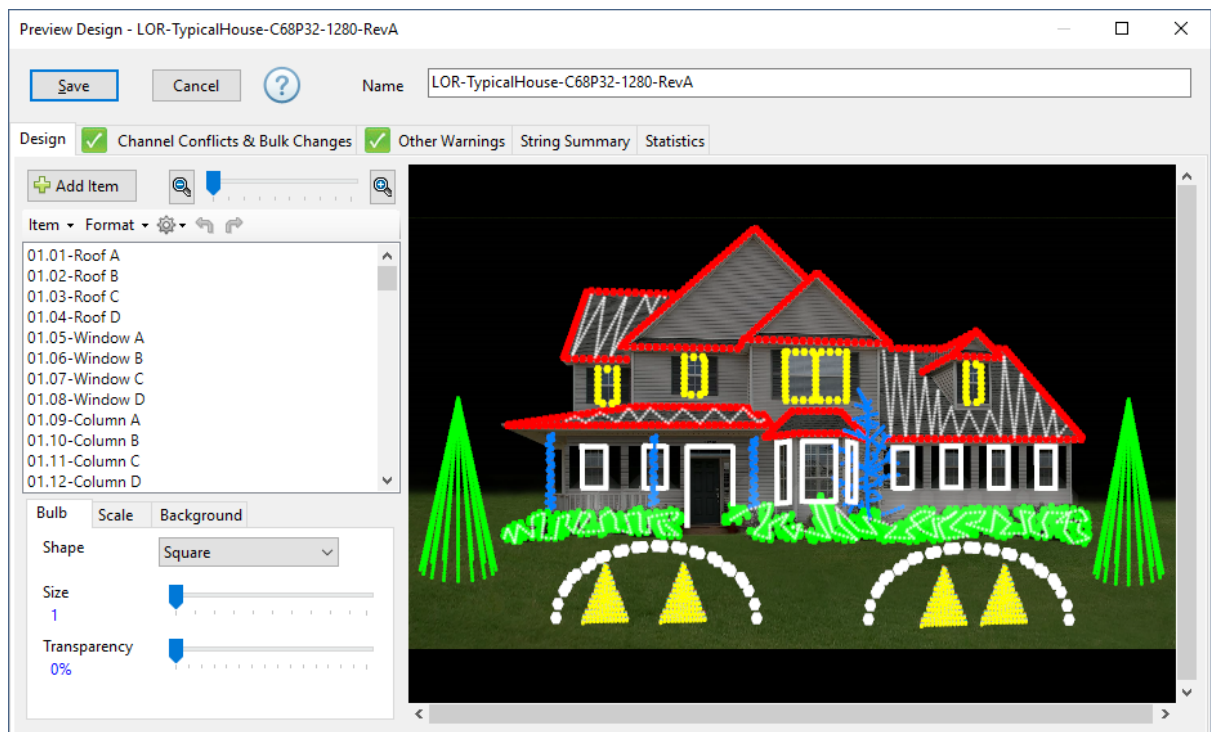 Preview Design - LOR-TypicalHouse-C68P32-1280-RevA
Save Cancel ? Name LOR-TypicalHouse-C68P32-1280-RevA
Design Channel Conflicts & Bulk Changes Other Warnings String Summary Statistics
Add Item
Item Format
01.01-Roof A
01.02-Roof B
01.03-Roof C
01.04-Roof D
01.05-Window A
01.06-Window B
01.07-Window C
01.08-Window D
01.09-Column A
01.10-Column B
01.11-Column C
01.12-Column D
Bulb Scale Background
Shape Square
Size
1
Transparency
0%